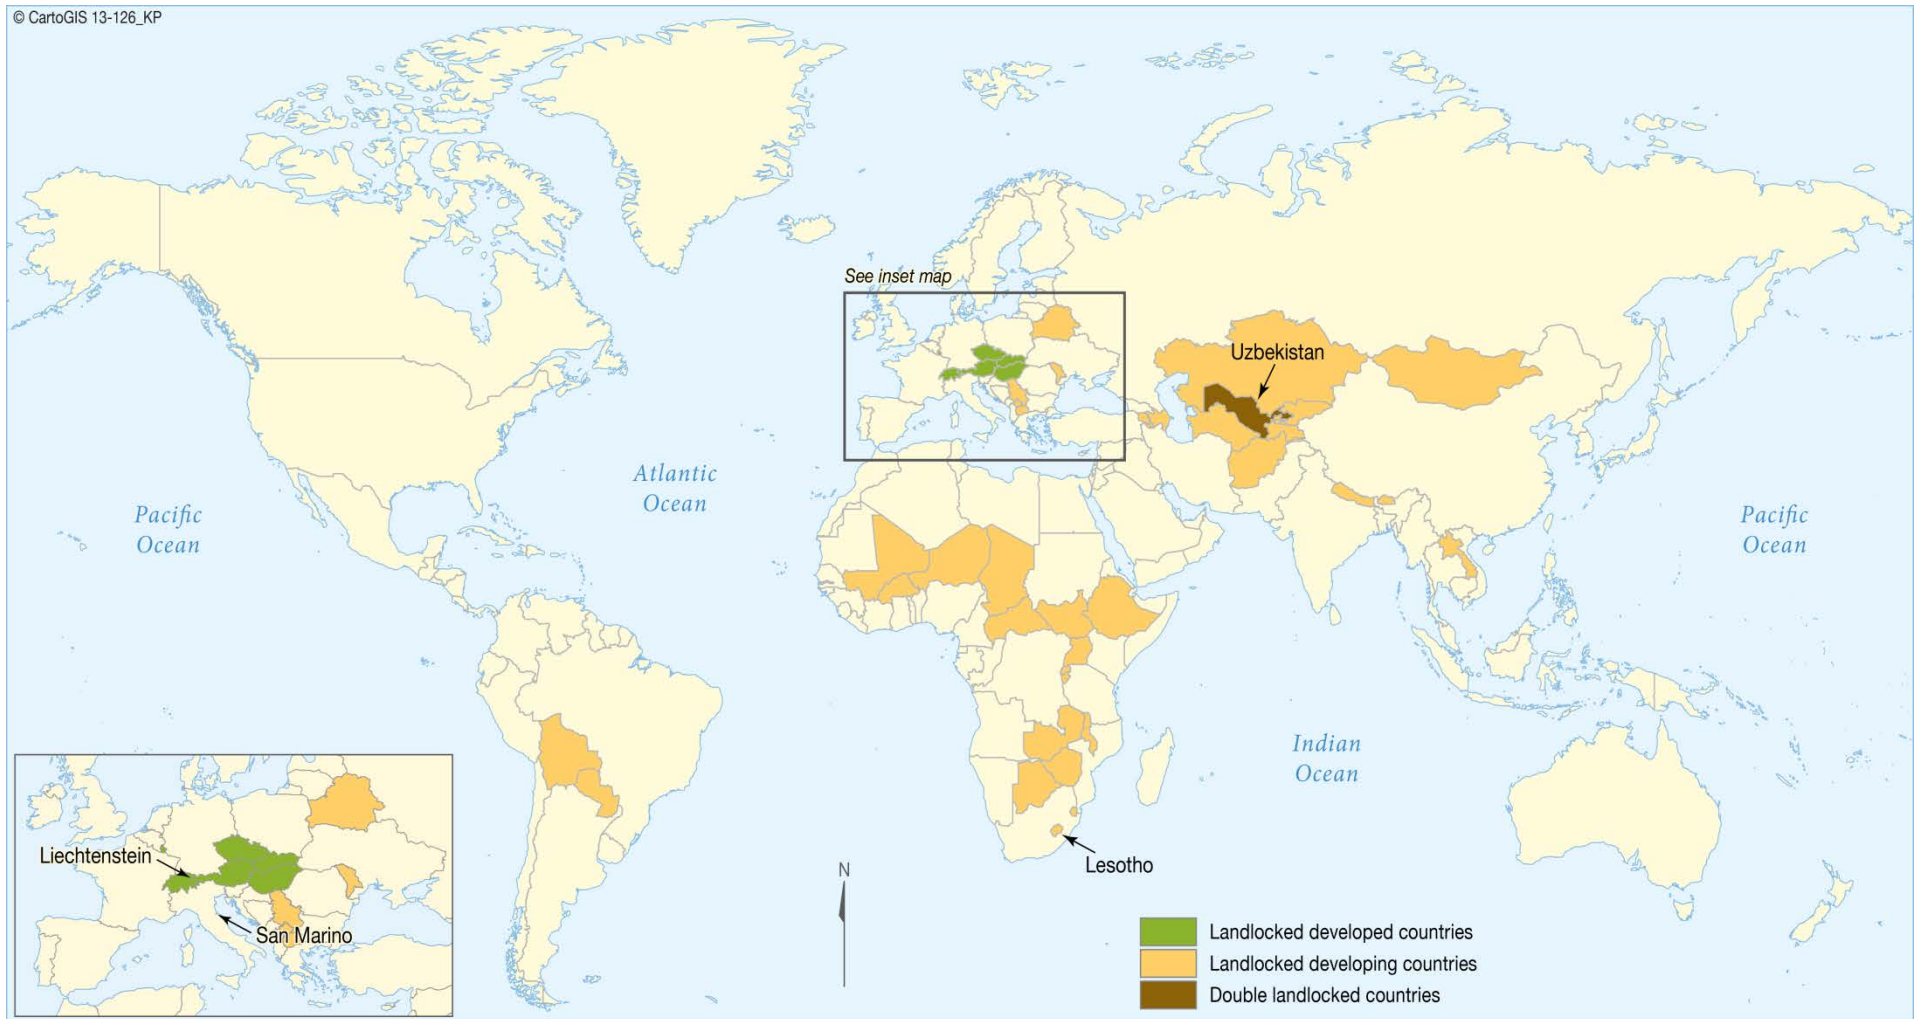 © CartoGIS 13-126_KP
See inset map
Uzbekistan
Atlantic
Ocean
Pacific
Ocean
Pacific
Ocean
Indian
Ocean
Liechtenstein
San Marino
Lesotho
N
Landlocked developed countries
Landlocked developing countries
Double landlocked countries